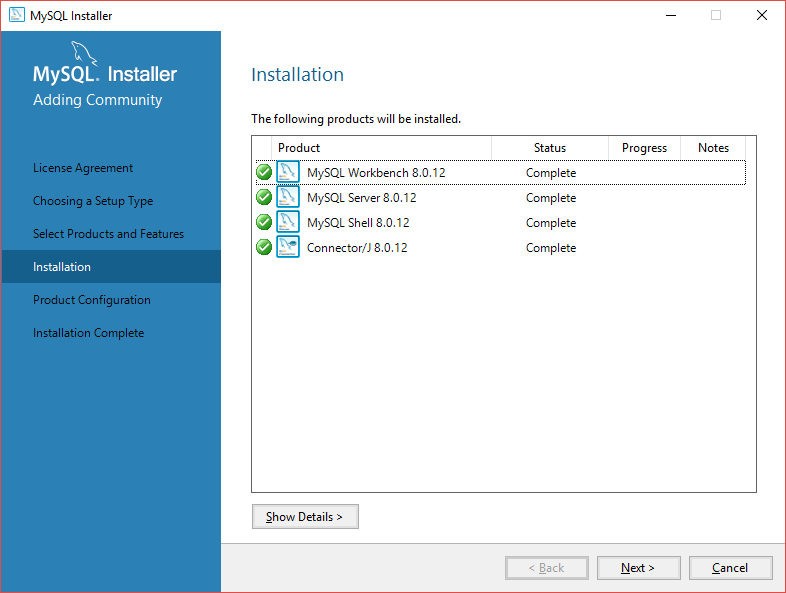 MySQL Installer
MySQL. Installer
Adding Community
License Agreement
Choosing a Setup Type
Select Products and Features
Installation
Product Configuration
Installation Complete
Installation
The following products will be installed.
Product Status Progress Notes
MySQL Workbench 8.0.12 Complete
MySQL Server 8.0.12 Complete
MySQL Shell 8.0.12 Complete
Connector/J 8.0.12 Complete
Show Details >
< Back Next > Cancel